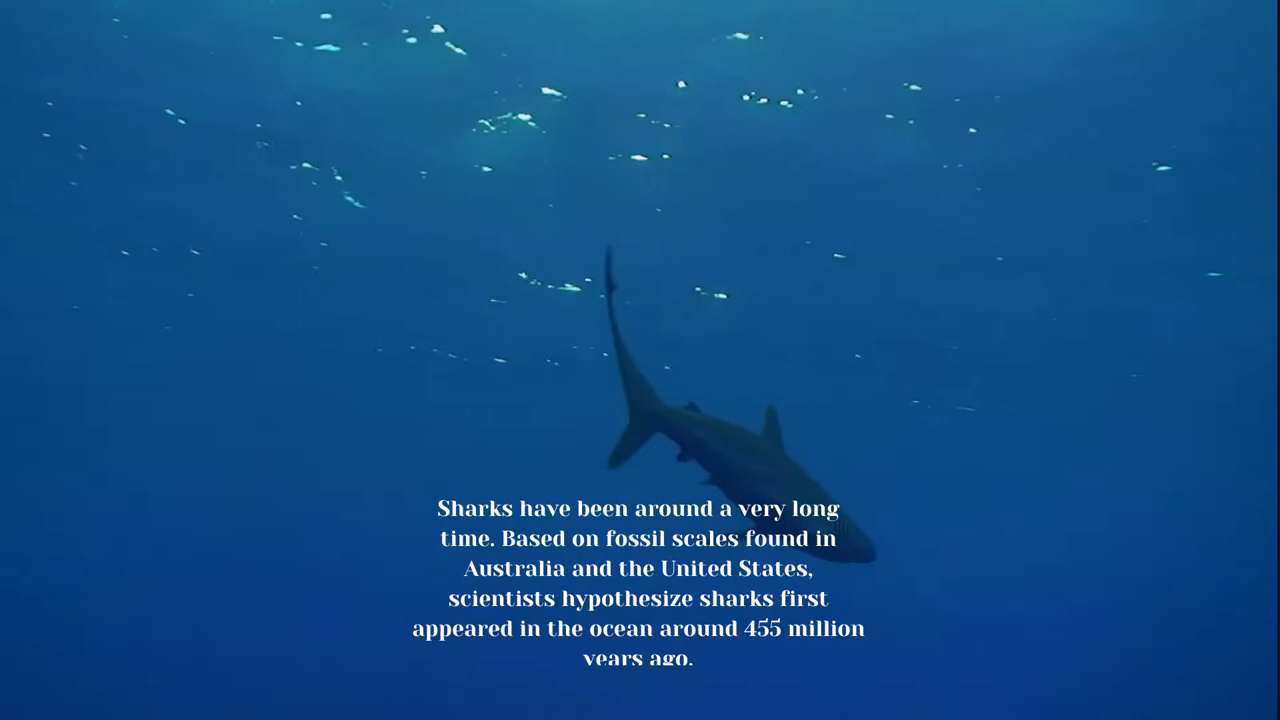 Sharks have been around a very long
time. Based on fossil scales found in
Australia and the United States,
scientists hypothesize sharks first
appeared in the ocean around 455 million
years ago.